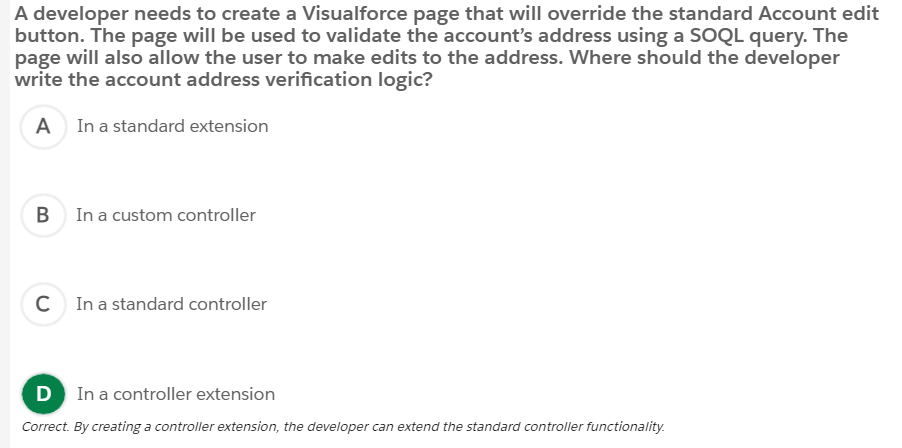 A developer needs to create a Visualforce page that will override the standard Account edit
button. The page will be used to validate the account’s address using a SOQL query. The
page will also allow the user to make edits to the address. Where should the developer
write the account address verification logic?
A In a standard extension
B In a custom controller
C In a standard controller
D In a controller extension
Correct. By creating a controller extension, the developer can extend the standard controller functionality.